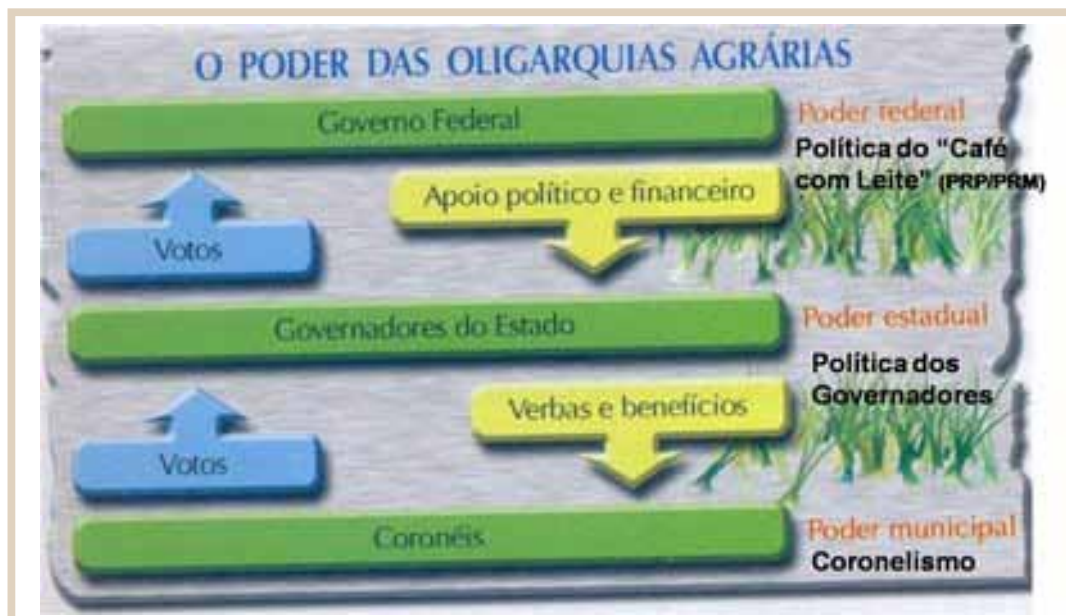 O PODER DAS OLIGARQUIAS AGRÁRIAS
Governo Federal
Poder federal
Política do “Café
com Leite” (PRP/PRM)
Apoio político e financeiro
Votos
Governadores do Estado
Poder estadual
Política dos
Governadores
Verbas e benefícios
Votos
Coronéis
Poder municipal
Coronelismo